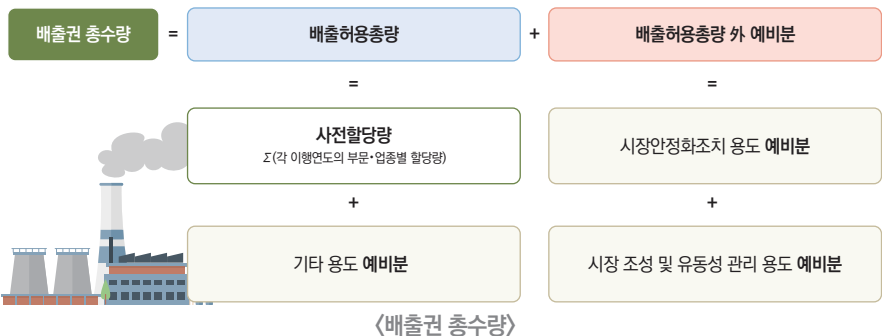 배출권 총수량 = 배출허용총량 + 배출허용총량 外 예비분
= =
사전할당량
Σ(각 이행연도의 부문•업종별 할당량)
시장안정화조치 용도 예비분
+ +
기타 용도 예비분
시장 조성 및 유동성 관리 용도 예비분
〈배출권 총수량〉